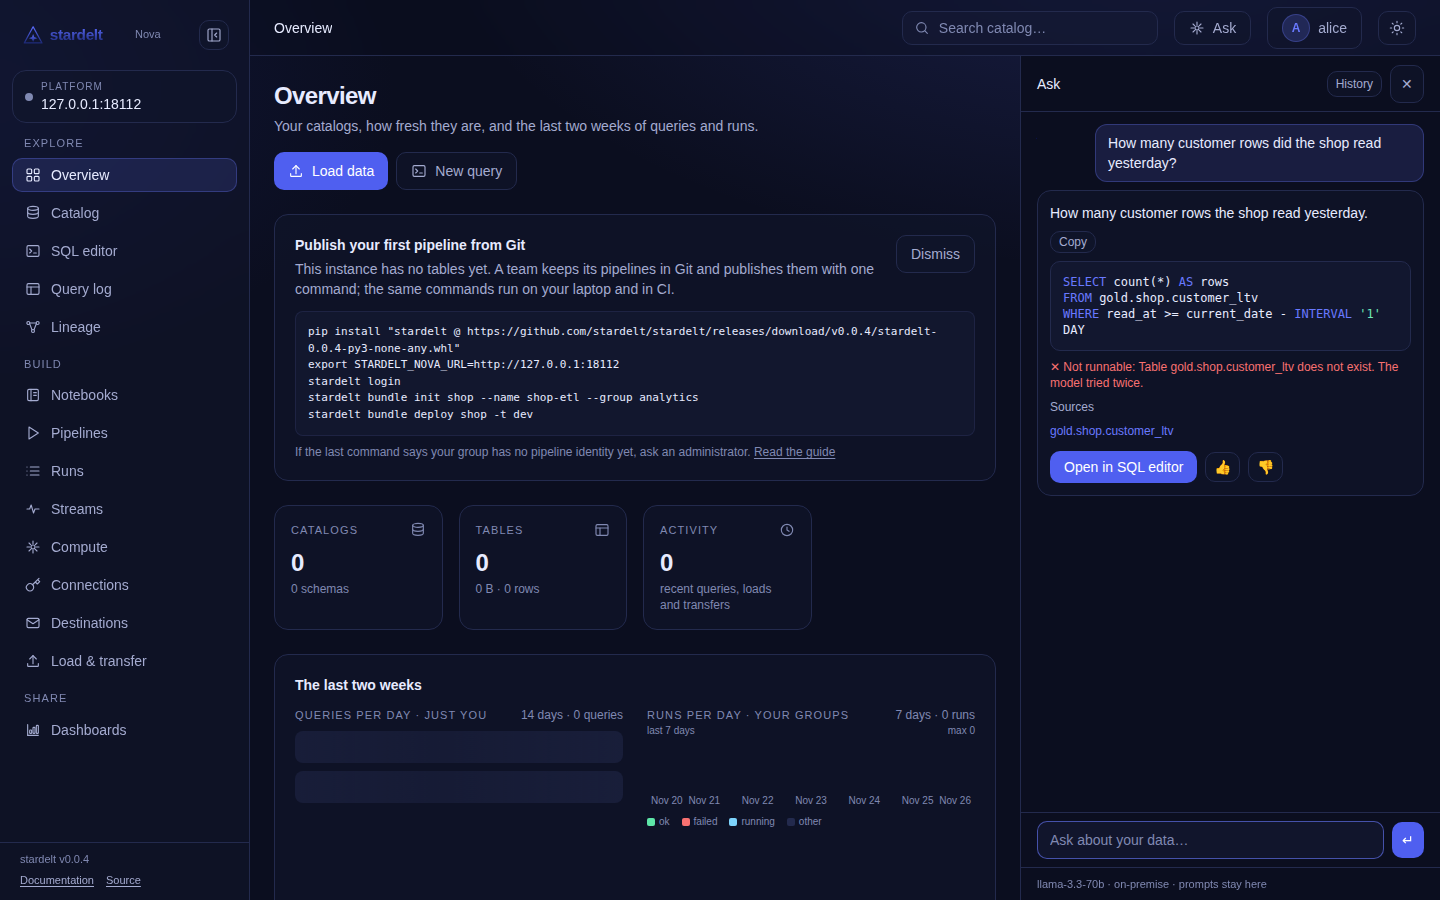 stardelt
Nova
PLATFORM
127.0.0.1:18112
EXPLORE
Overview
Catalog
SQL editor
Query log
Lineage
BUILD
Notebooks
Pipelines
Runs
Streams
Compute
Connections
Destinations
Load & transfer
SHARE
Dashboards
stardelt v0.0.4
Documentation Source
Overview
Search catalog…
Ask
A alice
Overview
Your catalogs, how fresh they are, and the last two weeks of queries and runs.
Load data
New query
Publish your first pipeline from Git
This instance has no tables yet. A team keeps its pipelines in Git and publishes them with one
command; the same commands run on your laptop and in CI.
Dismiss
pip install "stardelt @ https://github.com/stardelt/stardelt/releases/download/v0.0.4/stardelt-
0.0.4-py3-none-any.whl"
export STARDELT_NOVA_URL=http://127.0.0.1:18112
stardelt login
stardelt bundle init shop --name shop-etl --group analytics
stardelt bundle deploy shop -t dev
If the last command says your group has no pipeline identity yet, ask an administrator. Read the guide
CATALOGS
0
0 schemas
TABLES
0
0 B · 0 rows
ACTIVITY
0
recent queries, loads
and transfers
The last two weeks
QUERIES PER DAY · JUST YOU 14 days · 0 queries
RUNS PER DAY · YOUR GROUPS 7 days · 0 runs
last 7 days max 0
Nov 20 Nov 21 Nov 22 Nov 23 Nov 24 Nov 25 Nov 26
ok failed running other
Ask
History
✕
How many customer rows did the shop read
yesterday?
How many customer rows the shop read yesterday.
Copy
SELECT count(*) AS rows
FROM gold.shop.customer_ltv
WHERE read_at >= current_date - INTERVAL '1'
DAY
✕ Not runnable: Table gold.shop.customer_ltv does not exist. The
model tried twice.
Sources
gold.shop.customer_ltv
Open in SQL editor 👍 👎
Ask about your data…
↵
llama-3.3-70b · on-premise · prompts stay here